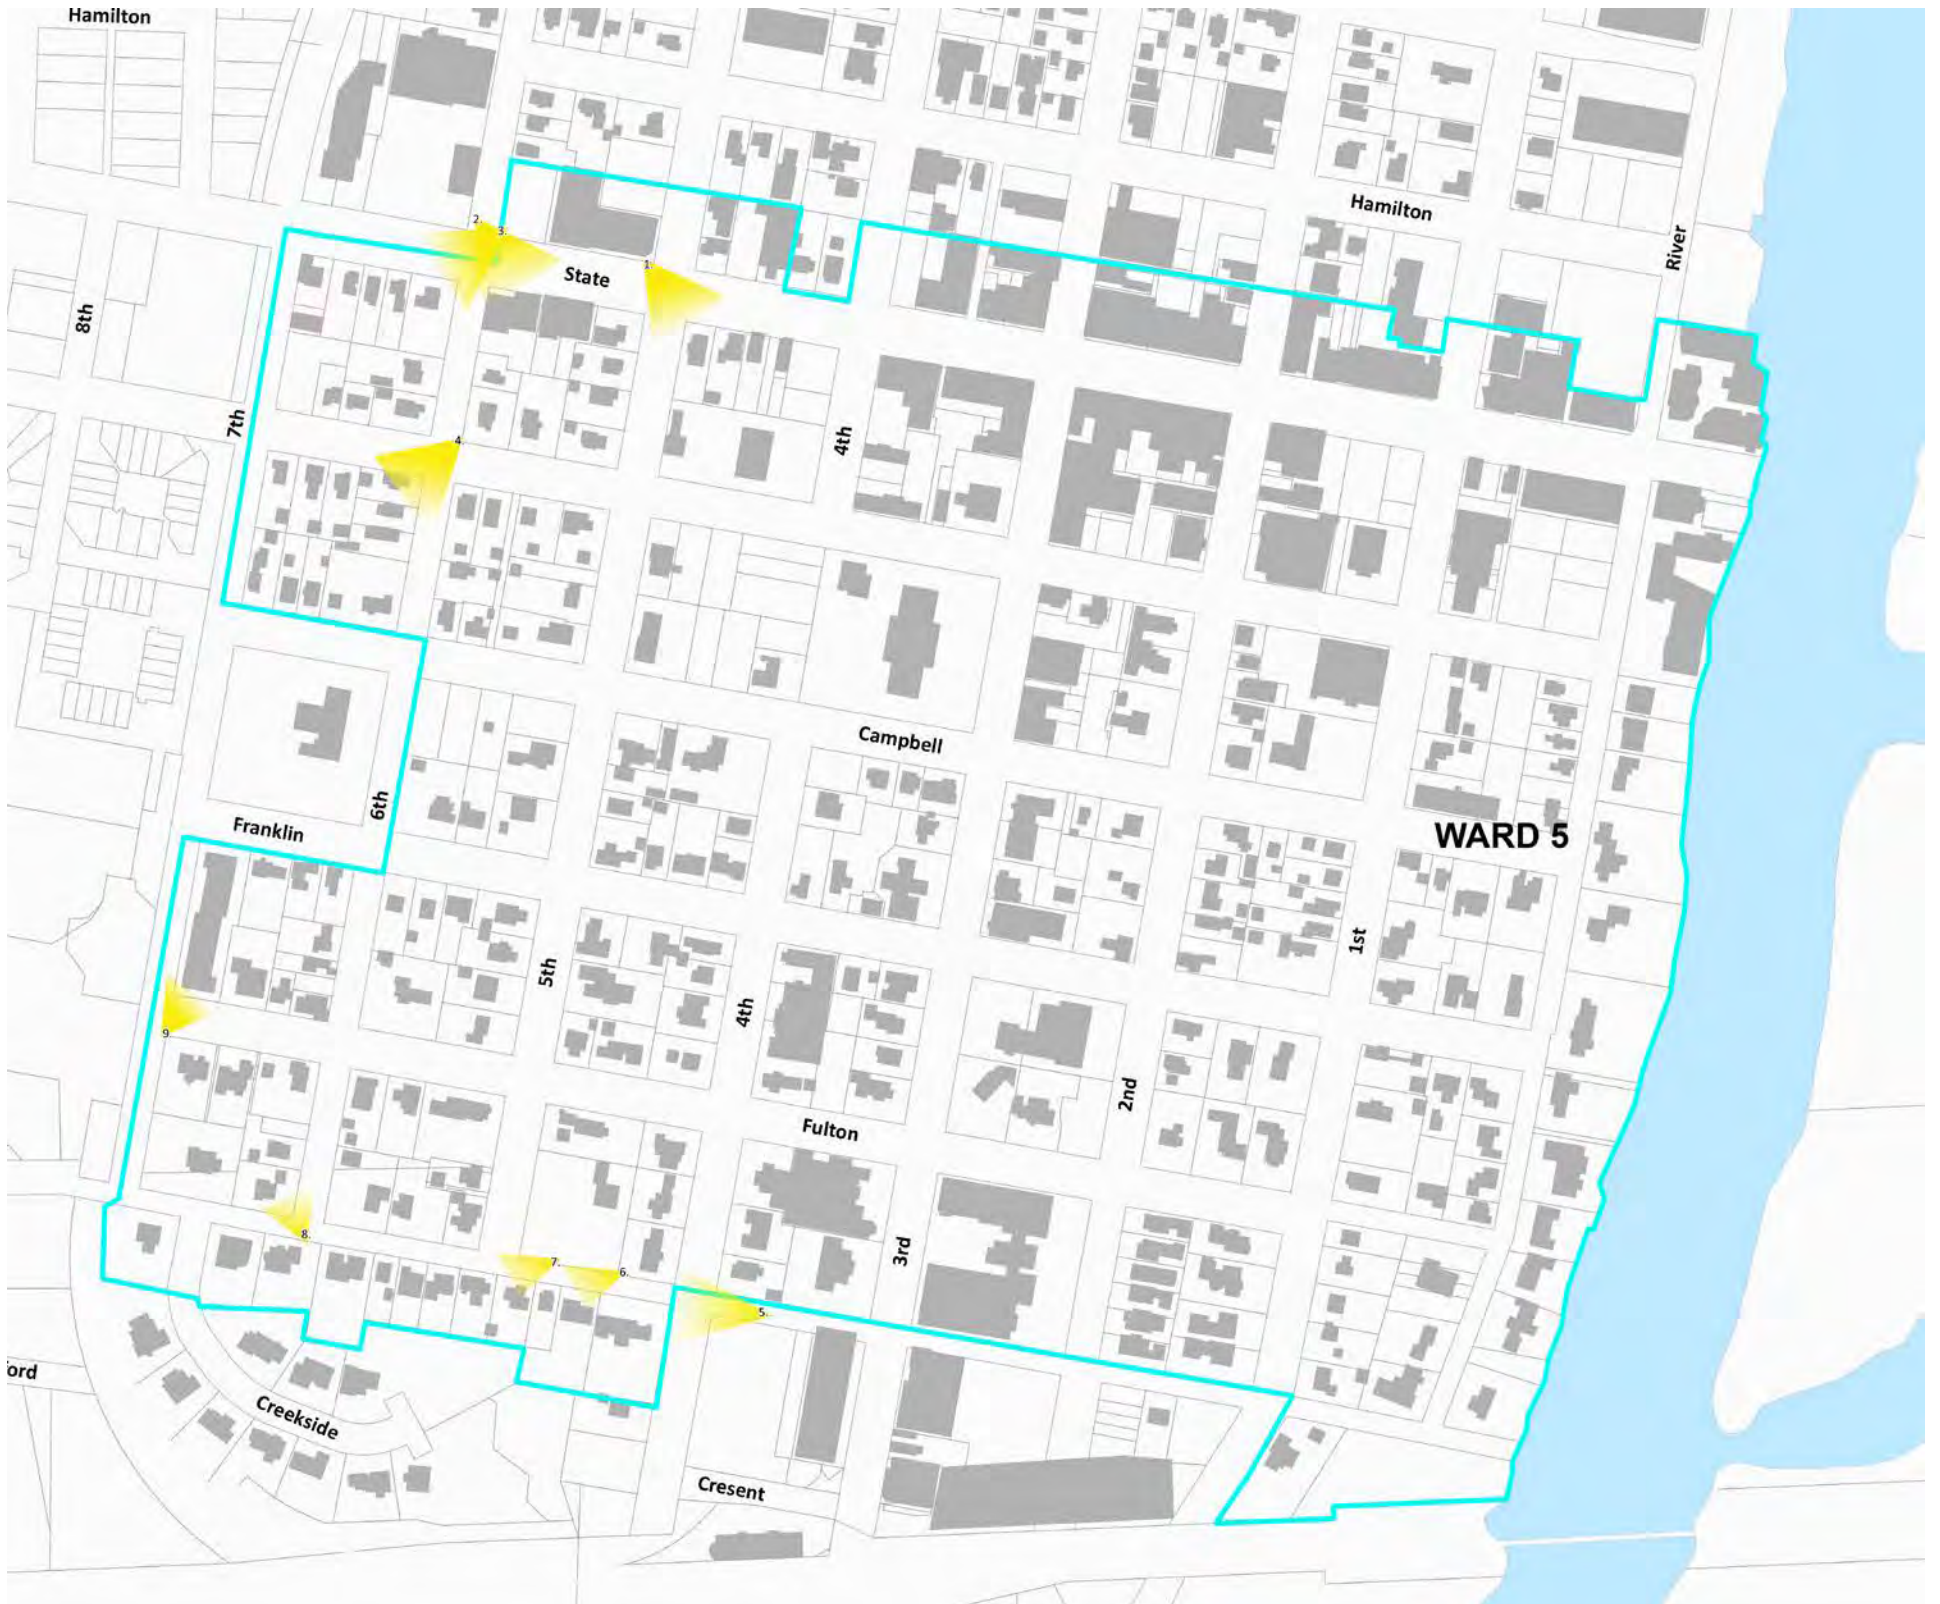 Hamilton
Hamilton
2.
3.
1.
State
River
8th
7th
4th
4.
Campbell
6th
Franklin
WARD 5
5th
4th
1st
9.
2nd
Fulton
8.
7.
6.
5.
3rd
ord
Creekside
Cresent